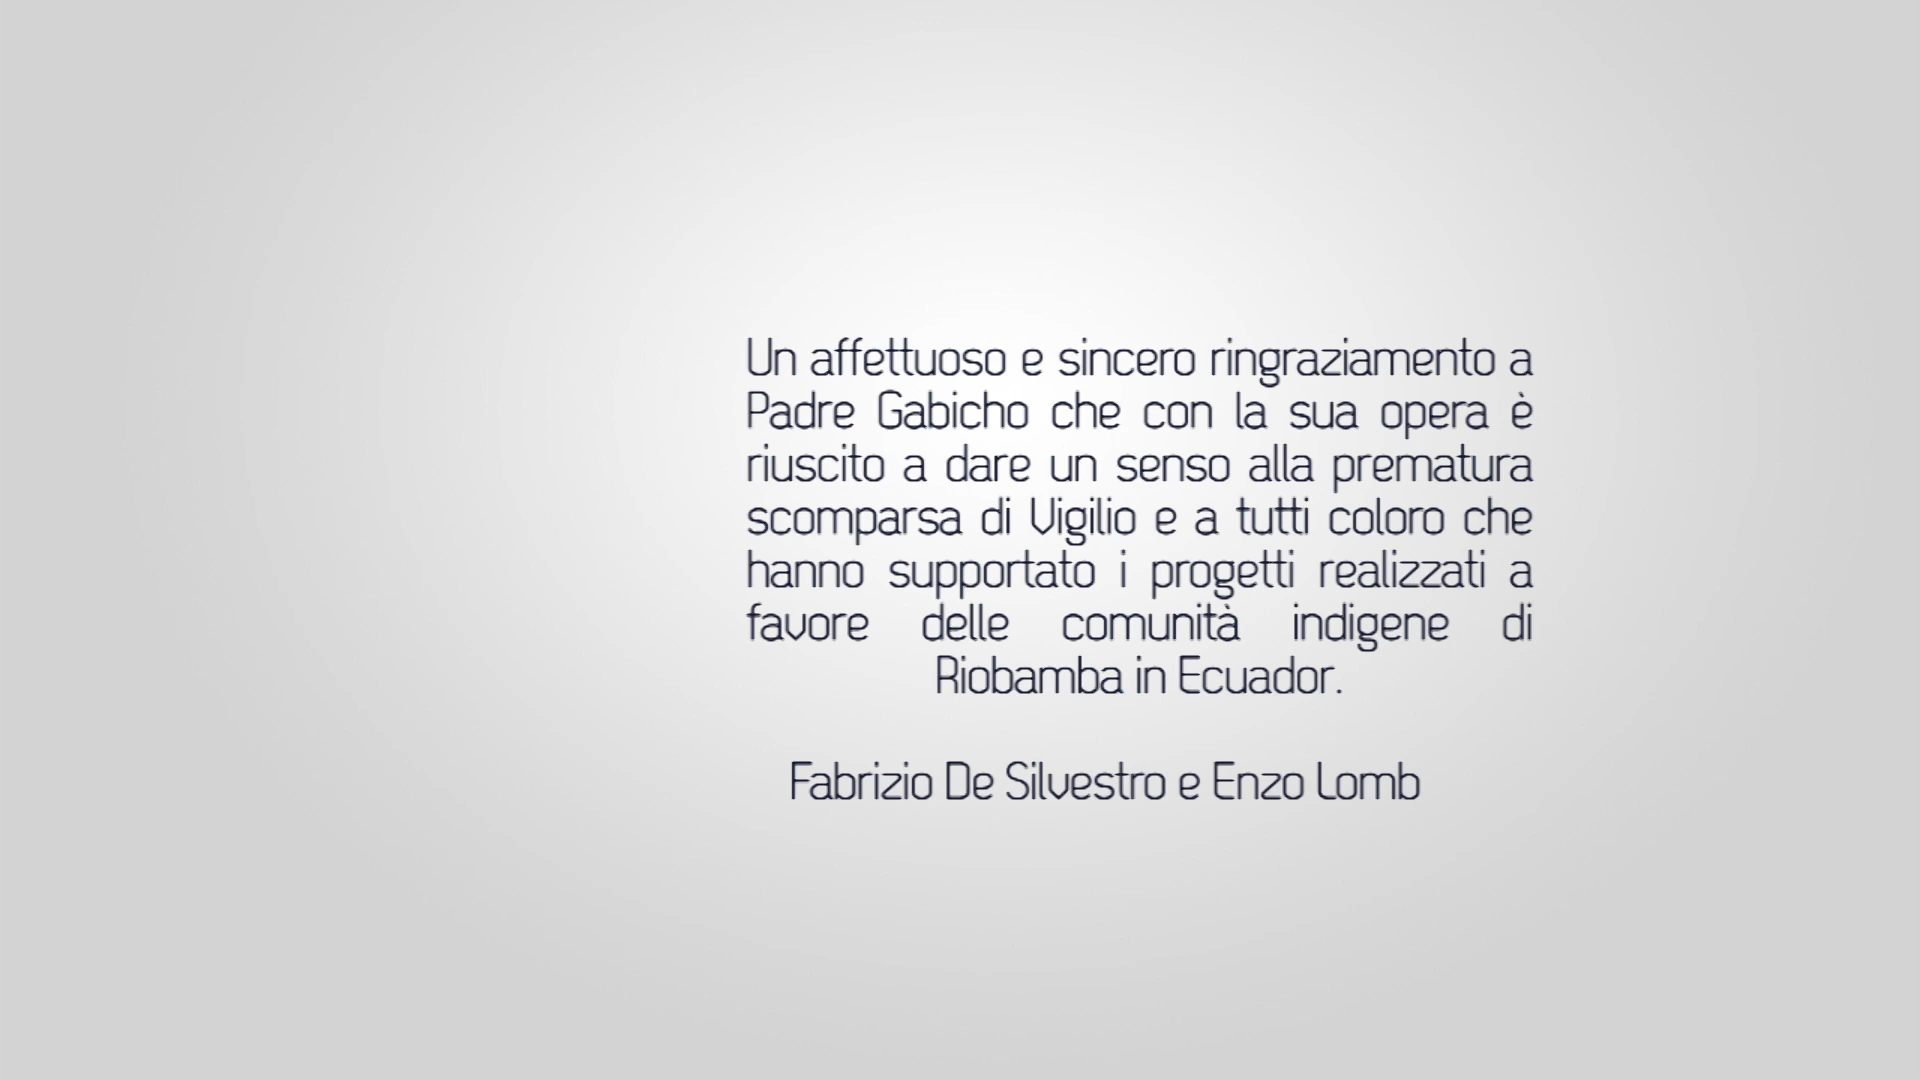 Un affettuoso e sincero ringraziamento a
Padre Gabicho che con la sua opera è
riuscito a dare un senso alla prematura
scomparsa di Vigilio e a tutti coloro che
hanno supportato i progetti realizzati a
favore delle comunità indigene di
Riobamba in Ecuador.
Fabrizio De Silvestro e Enzo Lomb